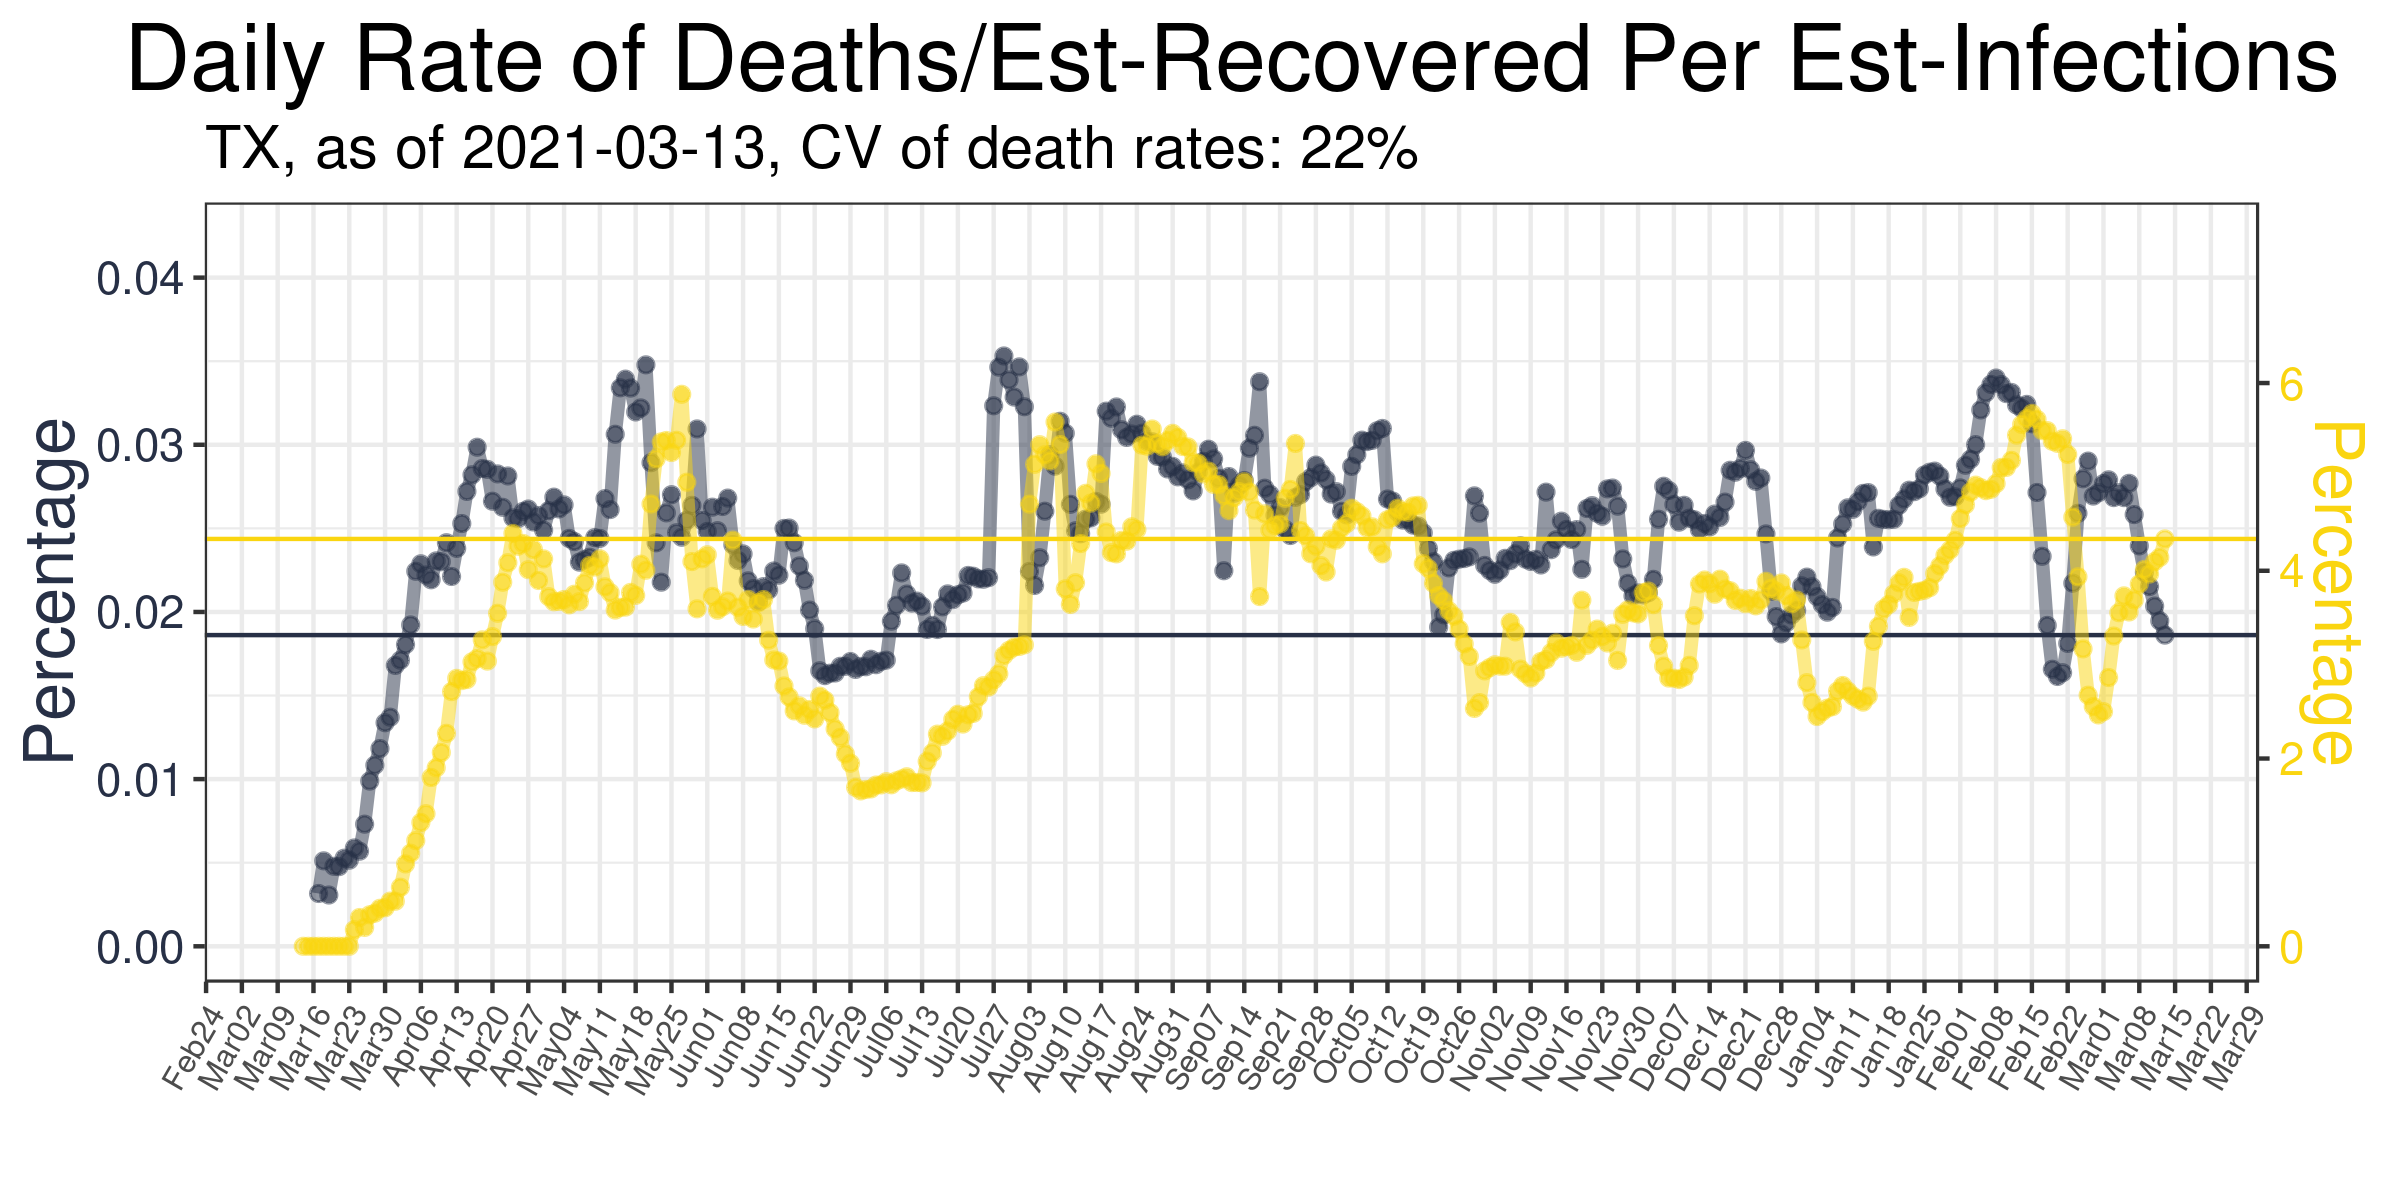 Daily Rate of Deaths/Est-Recovered Per Est-Infections
TX, as of 2021-03-13, CV of death rates: 22%
Percentage
0.04
0.03
0.02
0.01
0.00
6
4
2
0
Percentage
Feb24
Mar02
Mar09
Mar16
Mar23
Mar30
Apr06
Apr13
Apr20
Apr27
May04
May11
May18
May25
Jun01
Jun08
Jun15
Jun22
Jun29
Jul06
Jul13
Jul20
Jul27
Aug03
Aug10
Aug17
Aug24
Aug31
Sep07
Sep14
Sep21
Sep28
Oct05
Oct12
Oct19
Oct26
Nov02
Nov09
Nov16
Nov23
Nov30
Dec07
Dec14
Dec21
Dec28
Jan04
Jan11
Jan18
Jan25
Feb01
Feb08
Feb15
Feb22
Mar01
Mar08
Mar15
Mar22
Mar29